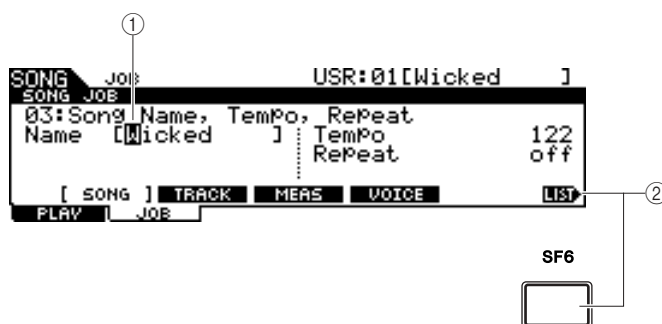 ①
SONG JOB USR:01[Wicked ]
SONG JOB
03:Song Name, Tempo, Repeat
Name [Wicked ] Tempo 122
Repeat off
[ SONG ] TRACK MEAS VOICE LIST
②
PLAY JOB
SF6